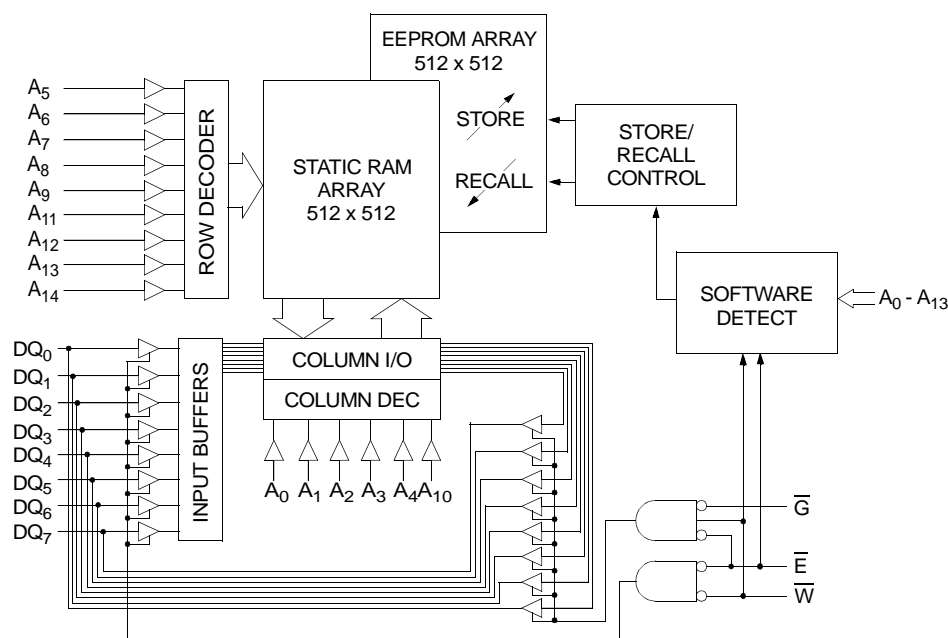 EEPROM ARRAY
512 x 512
STORE
RECALL
STATIC RAM
ARRAY
512 x 512
STORE/
RECALL
CONTROL
SOFTWARE
DETECT
A0 - A13
A5
A6
A7
A8
A9
A11
A12
A13
A14
ROW DECODER
DQ0
DQ1
DQ2
DQ3
DQ4
DQ5
DQ6
DQ7
INPUT BUFFERS
COLUMN I/O
COLUMN DEC
A0 A1 A2 A3 A4 A10
G̅
E̅
W̅